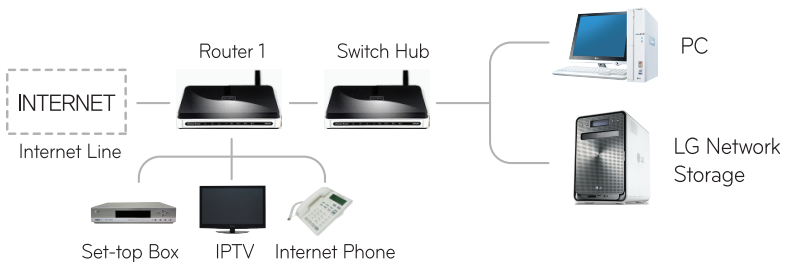 Router 1
Switch Hub
PC
INTERNET
Internet Line
LG Network
Storage
Set-top Box
IPTV
Internet Phone